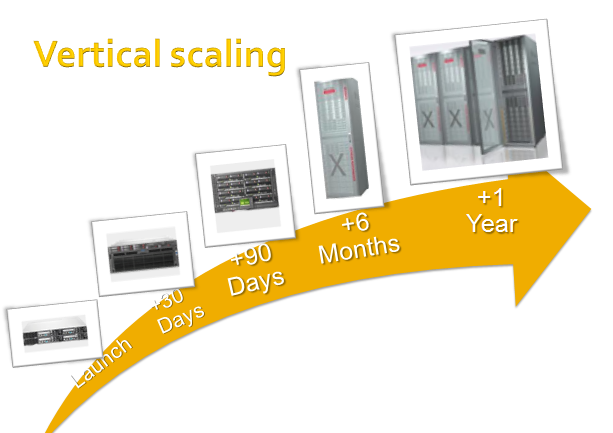 Vertical scaling
Launch
+30
Days
+90
Days
+6
Months
+1
Year
X
X
X
X